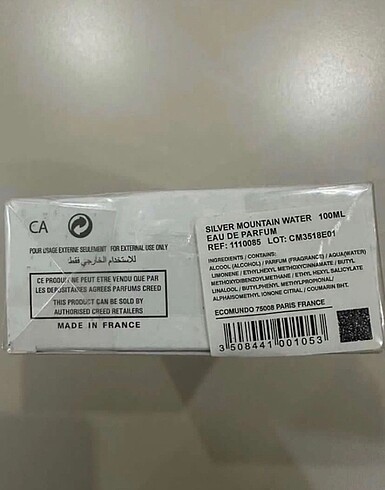 CA
POUR USAGE EXTERNE SEULEMENT FOR EXTERNAL USE ONLY
للاستخدام الخارجي فقط
CE PRODUIT NE PEUT ETRE VENDU QUE PAR
LES DEPOSITAIRES AGREES PARFUMS CREED
THIS PRODUCT CAN BE SOLD BY
AUTHORISED CREED RETAILERS
MADE IN FRANCE
SILVER MOUNTAIN WATER 100ML
EAU DE PARFUM
REF: 1110085 LOT: CM3518E01
INGREDIENTS / CONTAINS:
ALCOOL (ALCOHOL) / PARFUM (FRAGRANCE) / AQUA(WATER)
LIMONENE / ETHYLHEXYL METHOXYCINNAMATE / BUTYL
METHOXYDIBENZOYLMETHANE / ETHYL HEXYL SALICYLATE
LINALOOL / BUTYLPHENYL METHYLPROPIONAL/
ALPHAISOMETHYL IONONE CITRAL / COUMARIN BHT.
ECOMUNDO 75008 PARIS FRANCE
3 508441 001053